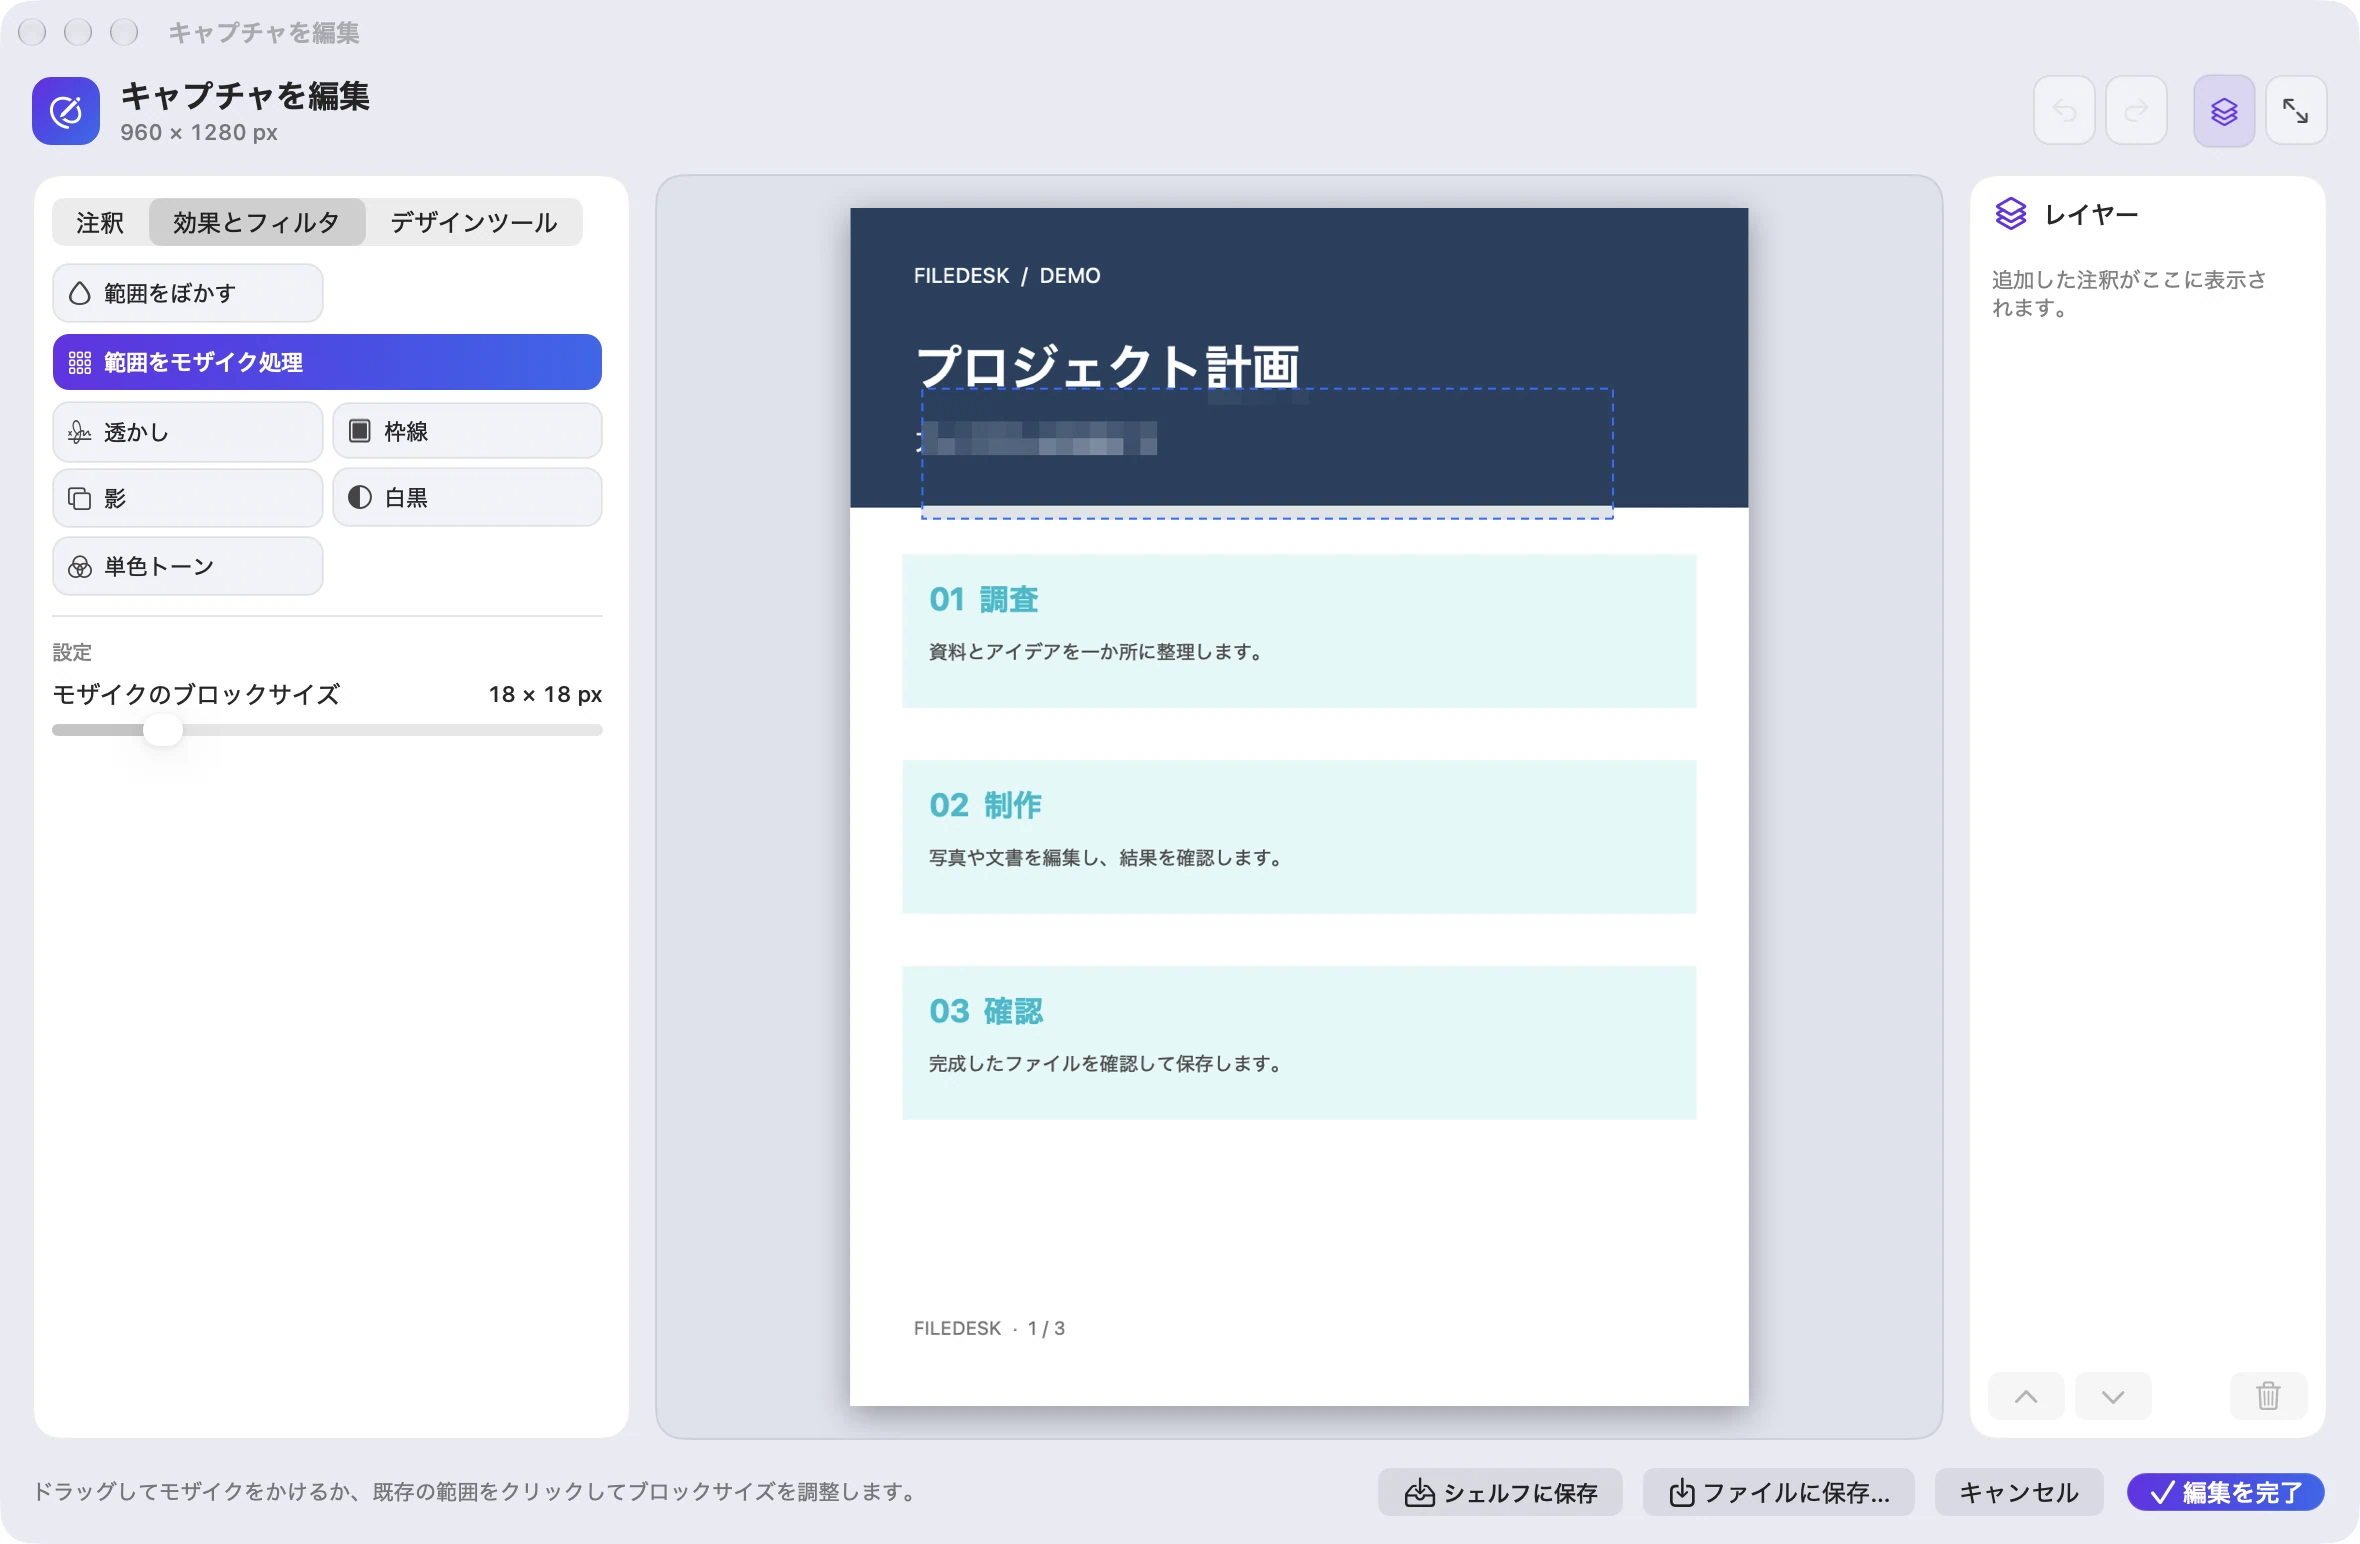 キャプチャを編集
キャプチャを編集
960 × 1280 px
注釈
効果とフィルタ
デザインツール
範囲をぼかす
範囲をモザイク処理
透かし
枠線
影
白黒
単色トーン
設定
モザイクのブロックサイズ
18 × 18 px
FILEDESK / DEMO
プロジェクト計画
01 調査
資料とアイデアを一か所に整理します。
02 制作
写真や文書を編集し、結果を確認します。
03 確認
完成したファイルを確認して保存します。
FILEDESK · 1 / 3
レイヤー
追加した注釈がここに表示さ
れます。
ドラッグしてモザイクをかけるか、既存の範囲をクリックしてブロックサイズを調整します。
シェルフに保存
ファイルに保存...
キャンセル
編集を完了